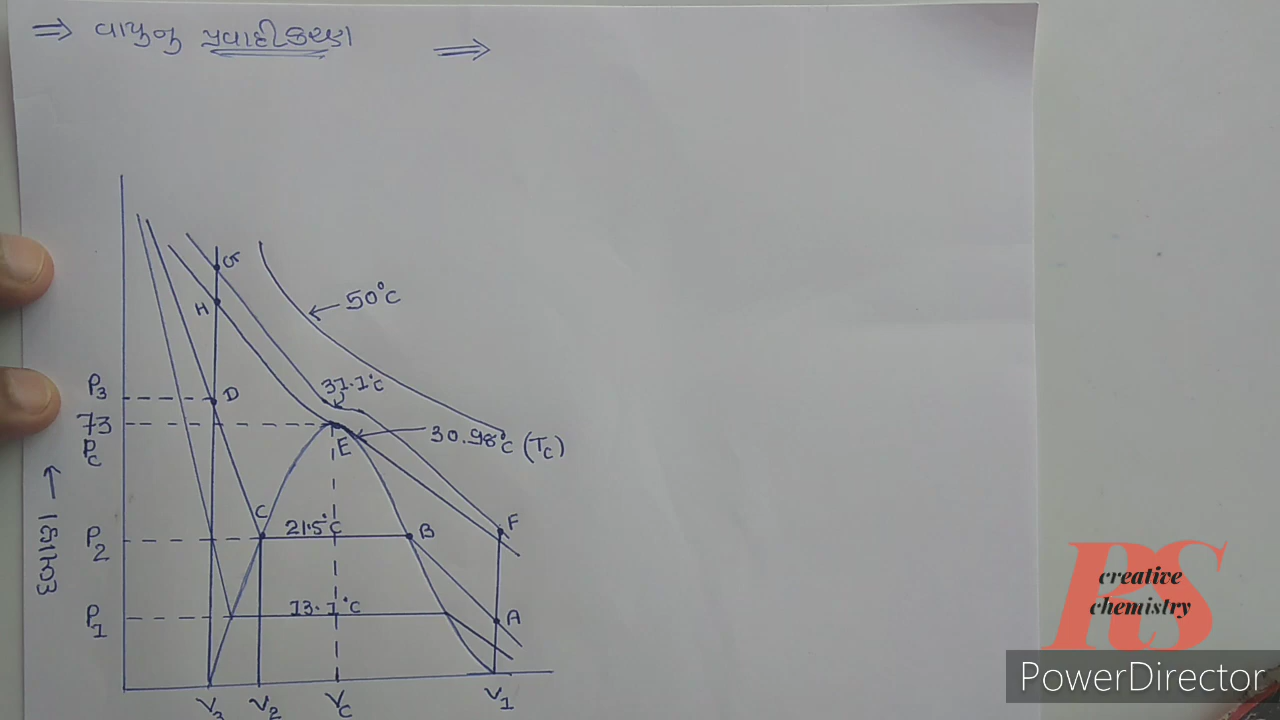 ⇒ વાયુનુ પ્રવાહીકરણ ⇒
G
50°C
H
31.1°C
P3
D
73
Pc
30.98°C (Tc)
E
C
F
21.5°C
B
P2
→ દબાણ
13.1°C
A
P1
V3 V2 Vc V1
RS
creative
chemistry
PowerDirector